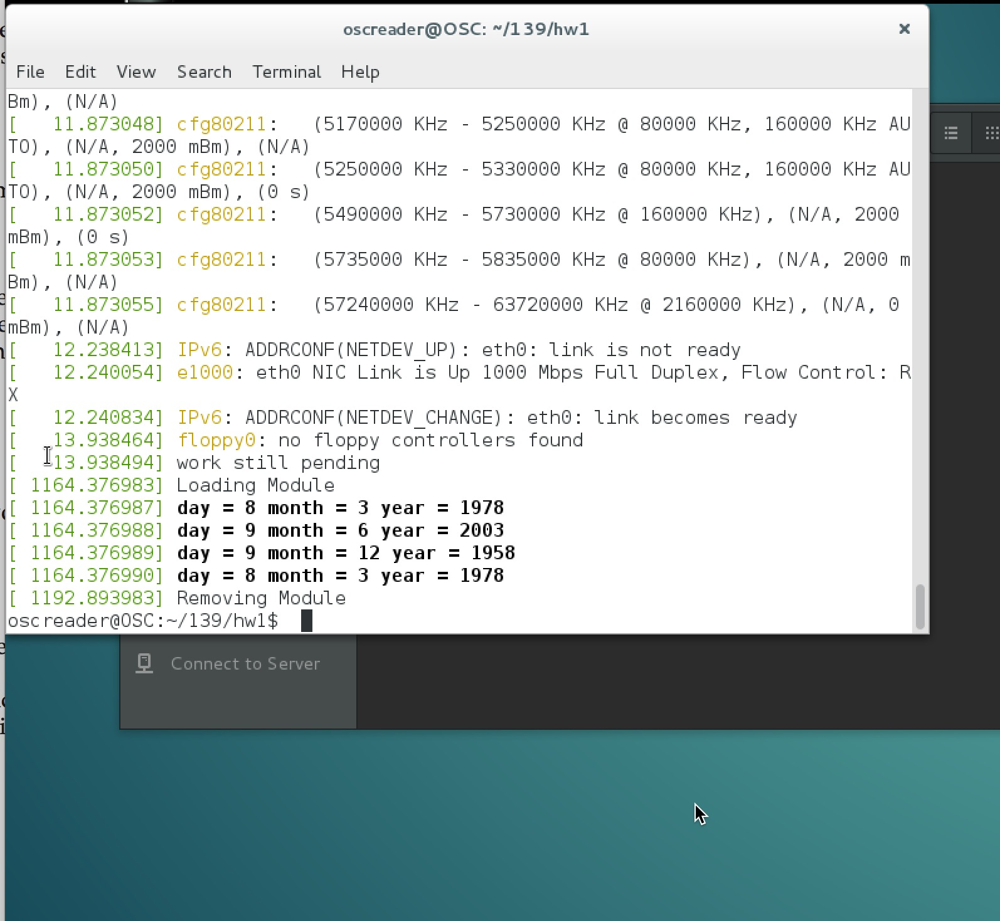 oscreader@OSC: ~/139/hw1
File Edit View Search Terminal Help
Bm), (N/A)
[   11.873048] cfg80211:   (5170000 KHz - 5250000 KHz @ 80000 KHz, 160000 KHz AU
TO), (N/A, 2000 mBm), (N/A)
[   11.873050] cfg80211:   (5250000 KHz - 5330000 KHz @ 80000 KHz, 160000 KHz AU
TO), (N/A, 2000 mBm), (0 s)
[   11.873052] cfg80211:   (5490000 KHz - 5730000 KHz @ 160000 KHz), (N/A, 2000
mBm), (0 s)
[   11.873053] cfg80211:   (5735000 KHz - 5835000 KHz @ 80000 KHz), (N/A, 2000 m
Bm), (N/A)
[   11.873055] cfg80211:   (57240000 KHz - 63720000 KHz @ 2160000 KHz), (N/A, 0
mBm), (N/A)
[   12.238413] IPv6: ADDRCONF(NETDEV_UP): eth0: link is not ready
[   12.240054] e1000: eth0 NIC Link is Up 1000 Mbps Full Duplex, Flow Control: R
X
[   12.240834] IPv6: ADDRCONF(NETDEV_CHANGE): eth0: link becomes ready
[   13.938464] floppy0: no floppy controllers found
[   13.938494] work still pending
[ 1164.376983] Loading Module
[ 1164.376987] day = 8 month = 3 year = 1978
[ 1164.376988] day = 9 month = 6 year = 2003
[ 1164.376989] day = 9 month = 12 year = 1958
[ 1164.376990] day = 8 month = 3 year = 1978
[ 1192.893983] Removing Module
oscreader@OSC:~/139/hw1$
Connect to Server